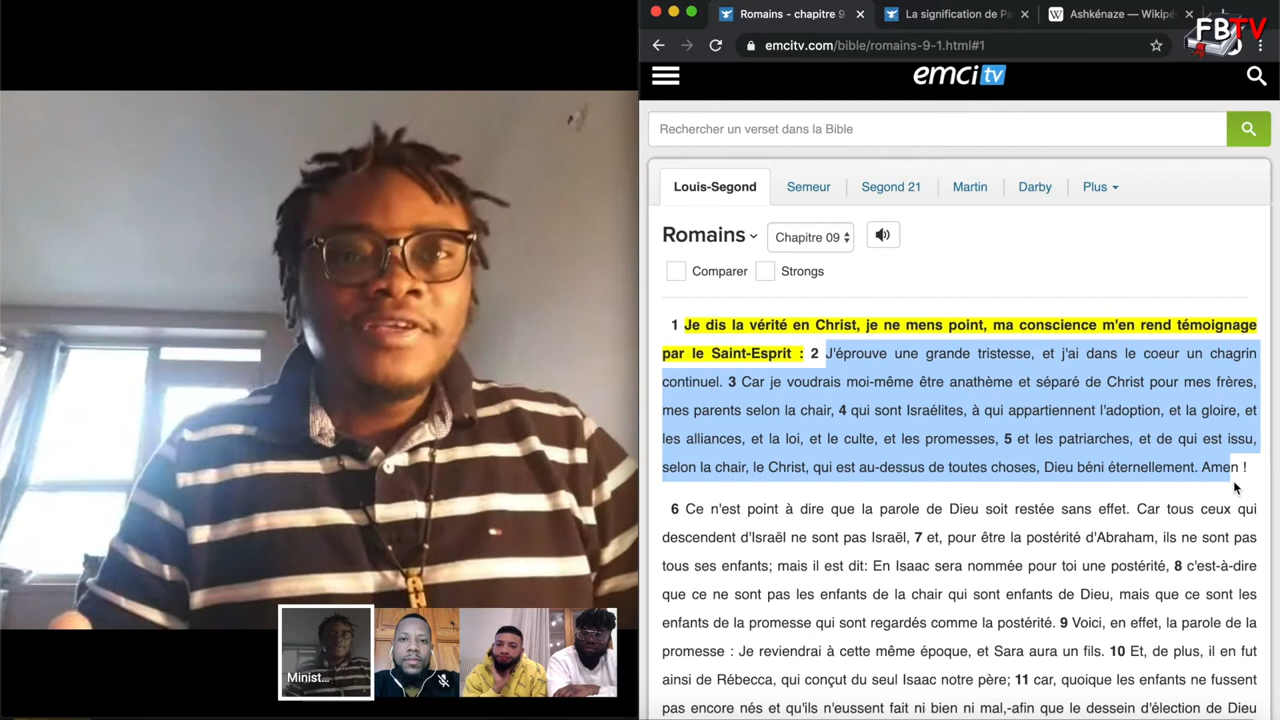 Romains - chapitre 9
La signification de Pa
Ashkénaze — Wikipé
FBTV
emcitv.com/bible/romains-9-1.html#1
emci tv
Rechercher un verset dans la Bible
Louis-Segond Semeur Segond 21 Martin Darby Plus
Romains Chapitre 09
Comparer Strongs
1 Je dis la vérité en Christ, je ne mens point, ma conscience m'en rend témoignage
par le Saint-Esprit : 2 J'éprouve une grande tristesse, et j'ai dans le coeur un chagrin
continuel. 3 Car je voudrais moi-même être anatheme et séparé de Christ pour mes frères,
mes parents selon la chair, 4 qui sont Israélites, à qui appartiennent l'adoption, et la gloire, et
les alliances, et la loi, et le culte, et les promesses, 5 et les patriarches, et de qui est issu,
selon la chair, le Christ, qui est au-dessus de toutes choses, Dieu béni éternellement. Amen !
6 Ce n'est point à dire que la parole de Dieu soit restée sans effet. Car tous ceux qui
descendent d'Israël ne sont pas Israël, 7 et, pour être la postérité d'Abraham, ils ne sont pas
tous ses enfants; mais il est dit: En Isaac sera nommée pour toi une postérité, 8 c'est-à-dire
que ce ne sont pas les enfants de la chair qui sont enfants de Dieu, mais que ce sont les
enfants de la promesse qui sont regardés comme la postérité. 9 Voici, en effet, la parole de la
promesse : Je reviendrai à cette même époque, et Sara aura un fils. 10 Et, de plus, il en fut
ainsi de Rébecca, qui conçut du seul Isaac notre père; 11 car, quoique les enfants ne fussent
pas encore nés et qu'ils n'eussent fait ni bien ni mal,-afin que le dessein d'élection de Dieu
Minist...